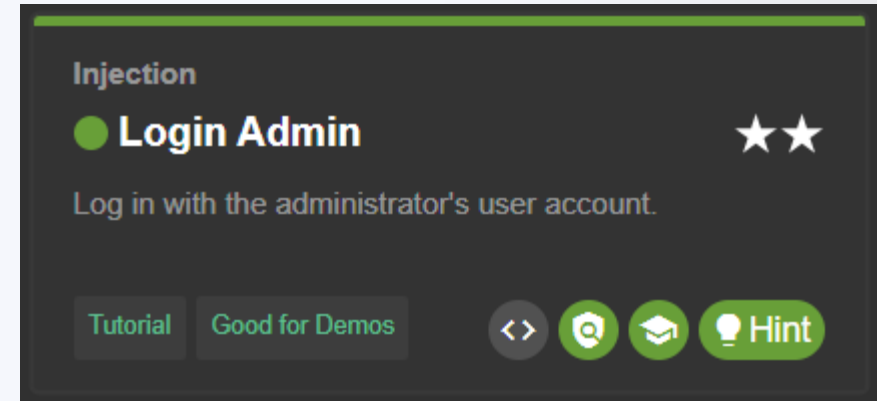 Injection
Login Admin
Log in with the administrator's user account.
Tutorial Good for Demos <> Hint